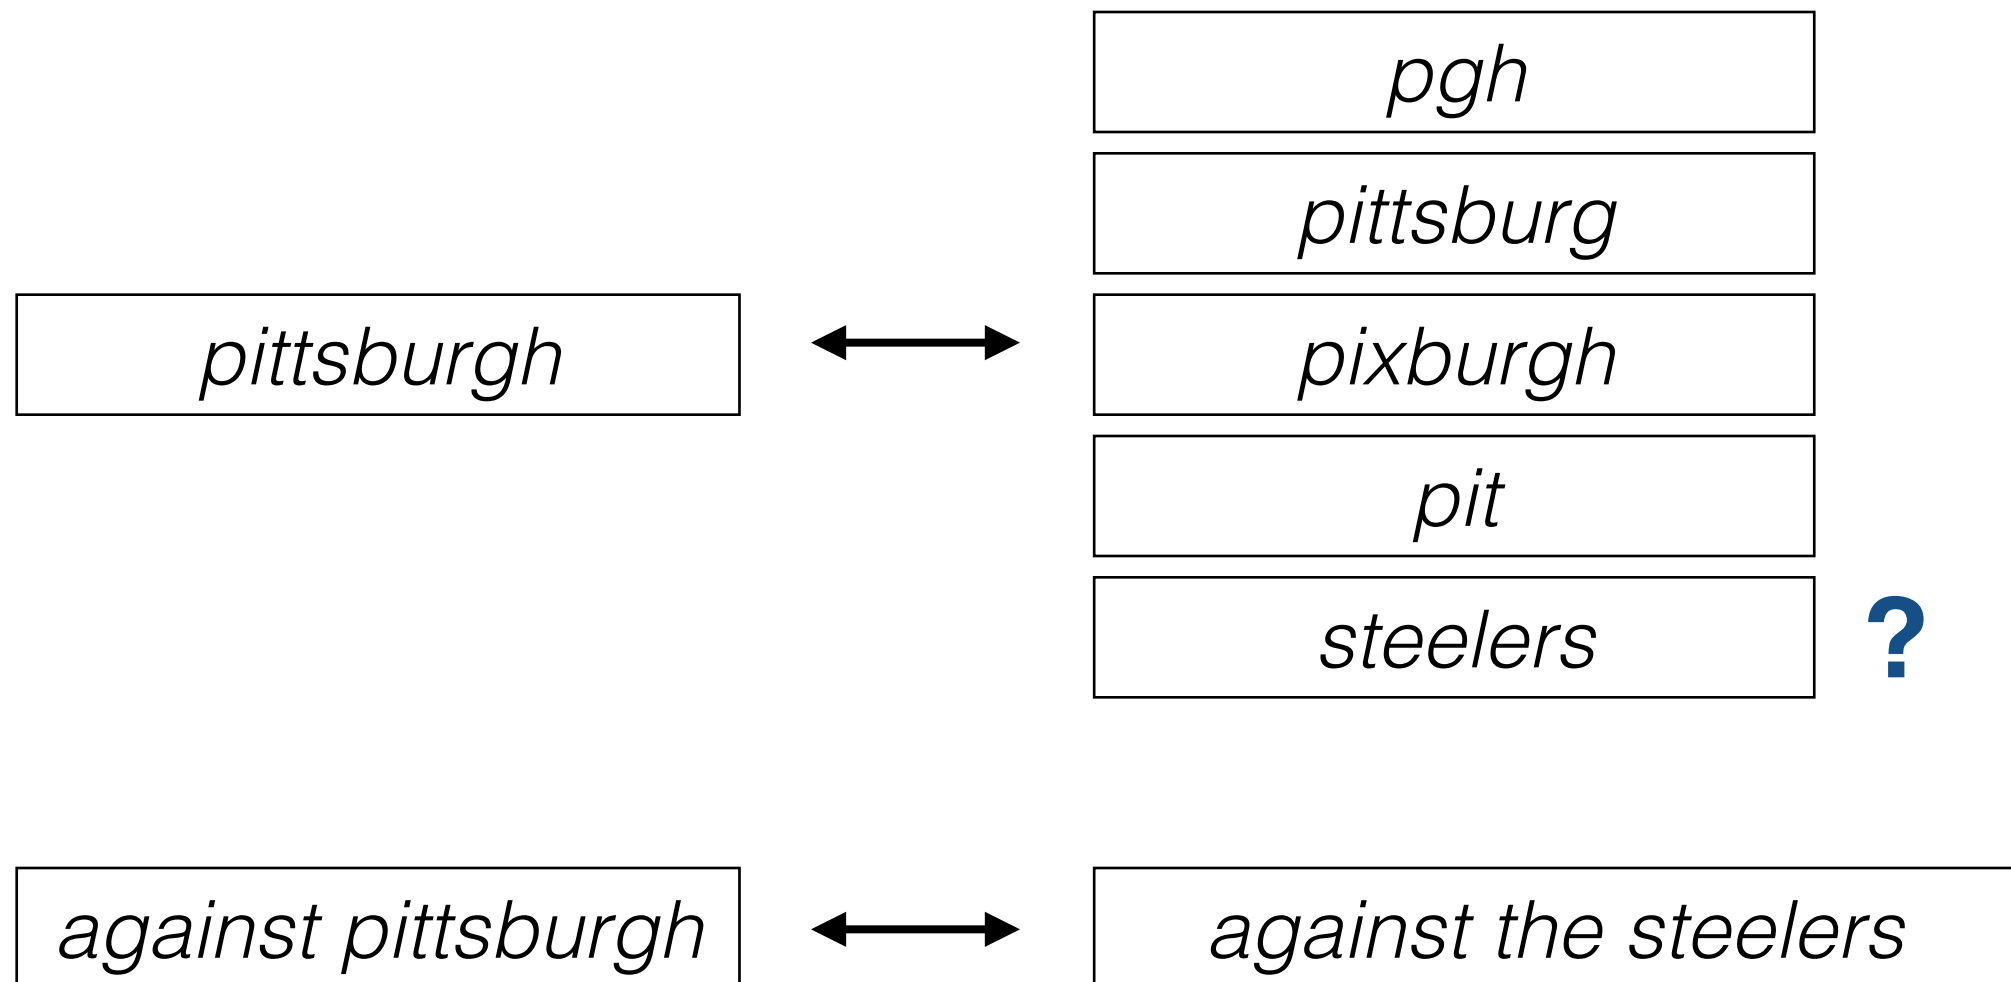 pgh
pittsburg
pittsburgh
pixburgh
pit
steelers
?
against pittsburgh
against the steelers